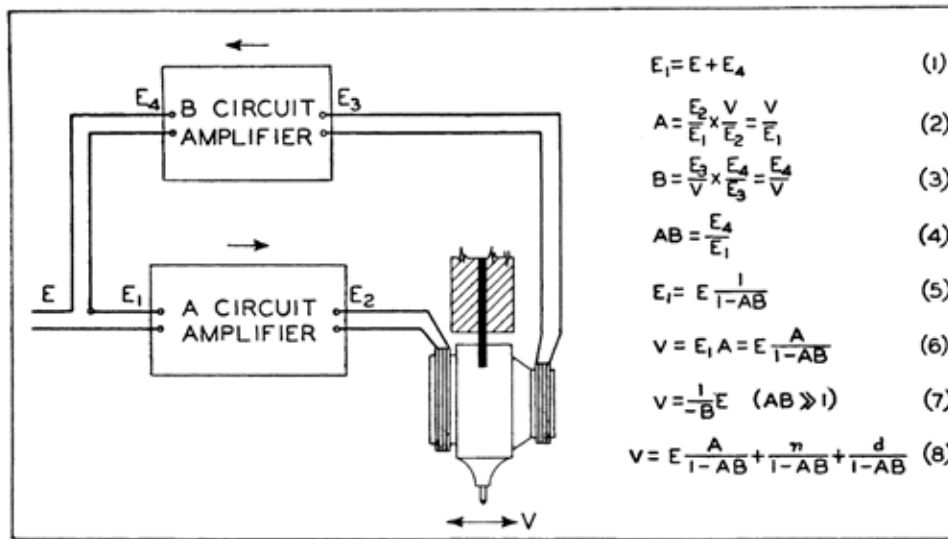 E₄ B CIRCUIT E₃
AMPLIFIER
E E₁ A CIRCUIT E₂
AMPLIFIER
V
E₁ = E + E₄ (1)
A = E₂/E₁ × V/E₂ = V/E₁ (2)
B = E₃/V × E₄/E₃ = E₄/V (3)
AB = E₄/E₁ (4)
E₁ = E 1/(1-AB) (5)
V = E₁ A = E A/(1-AB) (6)
V = 1/-B E (AB ≫ 1) (7)
V = E A/(1-AB) + n/(1-AB) + d/(1-AB) (8)